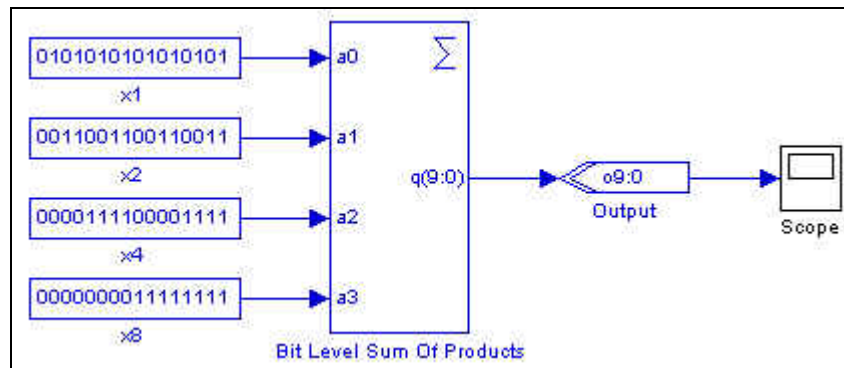 0101010101010101
x1
0011001100110011
x2
0000111100001111
x4
0000000011111111
x8
a0
a1
a2
a3
Σ
q(9:0)
Bit Level Sum Of Products
o9:0
Output
Scope